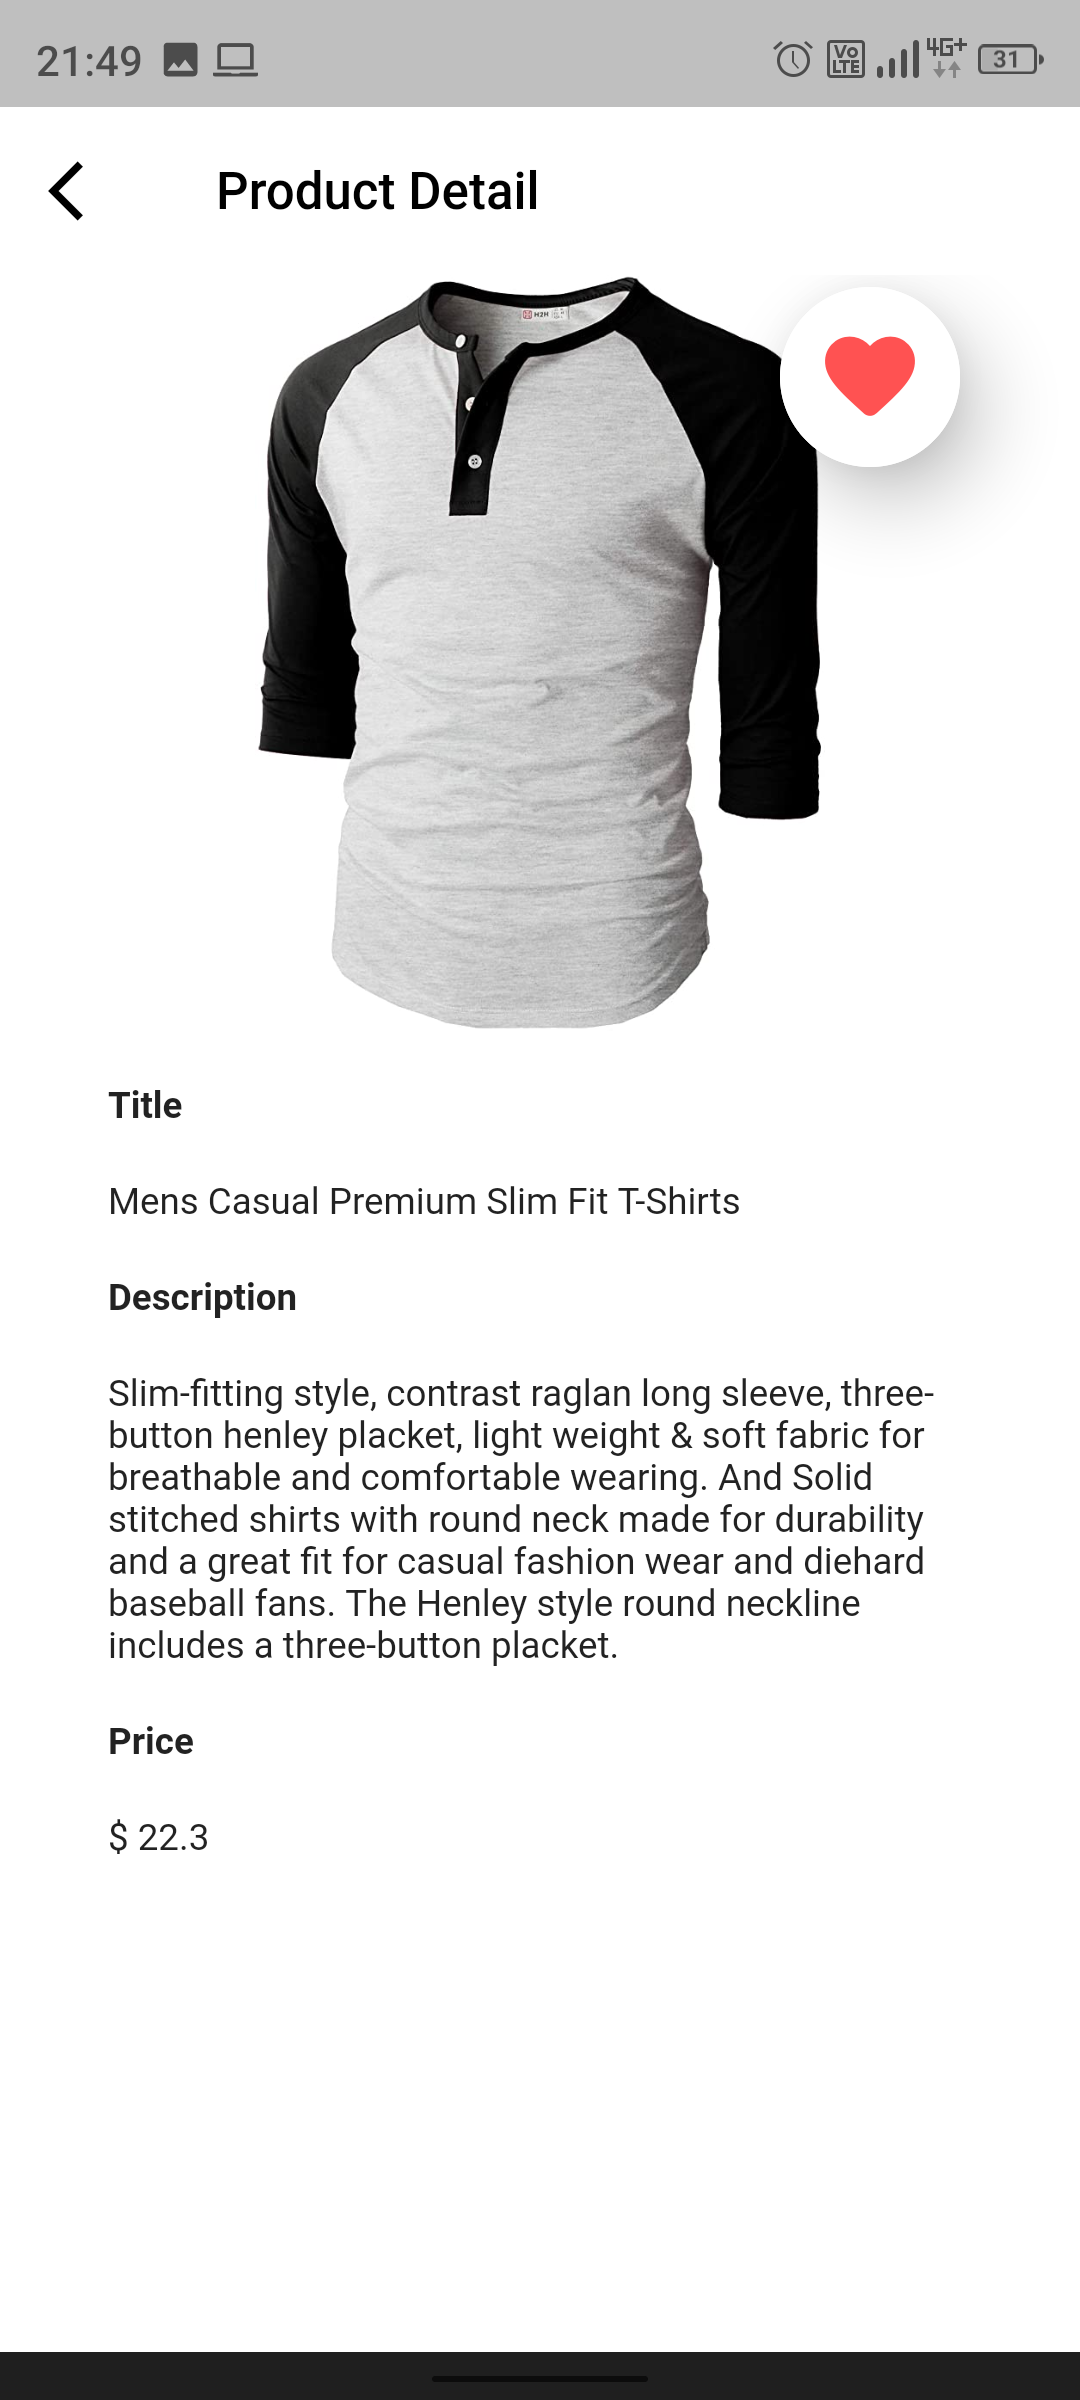 21:49
Vo
LTE
4G+
31
Product Detail
H2H
Title
Mens Casual Premium Slim Fit T-Shirts
Description
Slim-fitting style, contrast raglan long sleeve, three-
button henley placket, light weight & soft fabric for
breathable and comfortable wearing. And Solid
stitched shirts with round neck made for durability
and a great fit for casual fashion wear and diehard
baseball fans. The Henley style round neckline
includes a three-button placket.
Price
$ 22.3